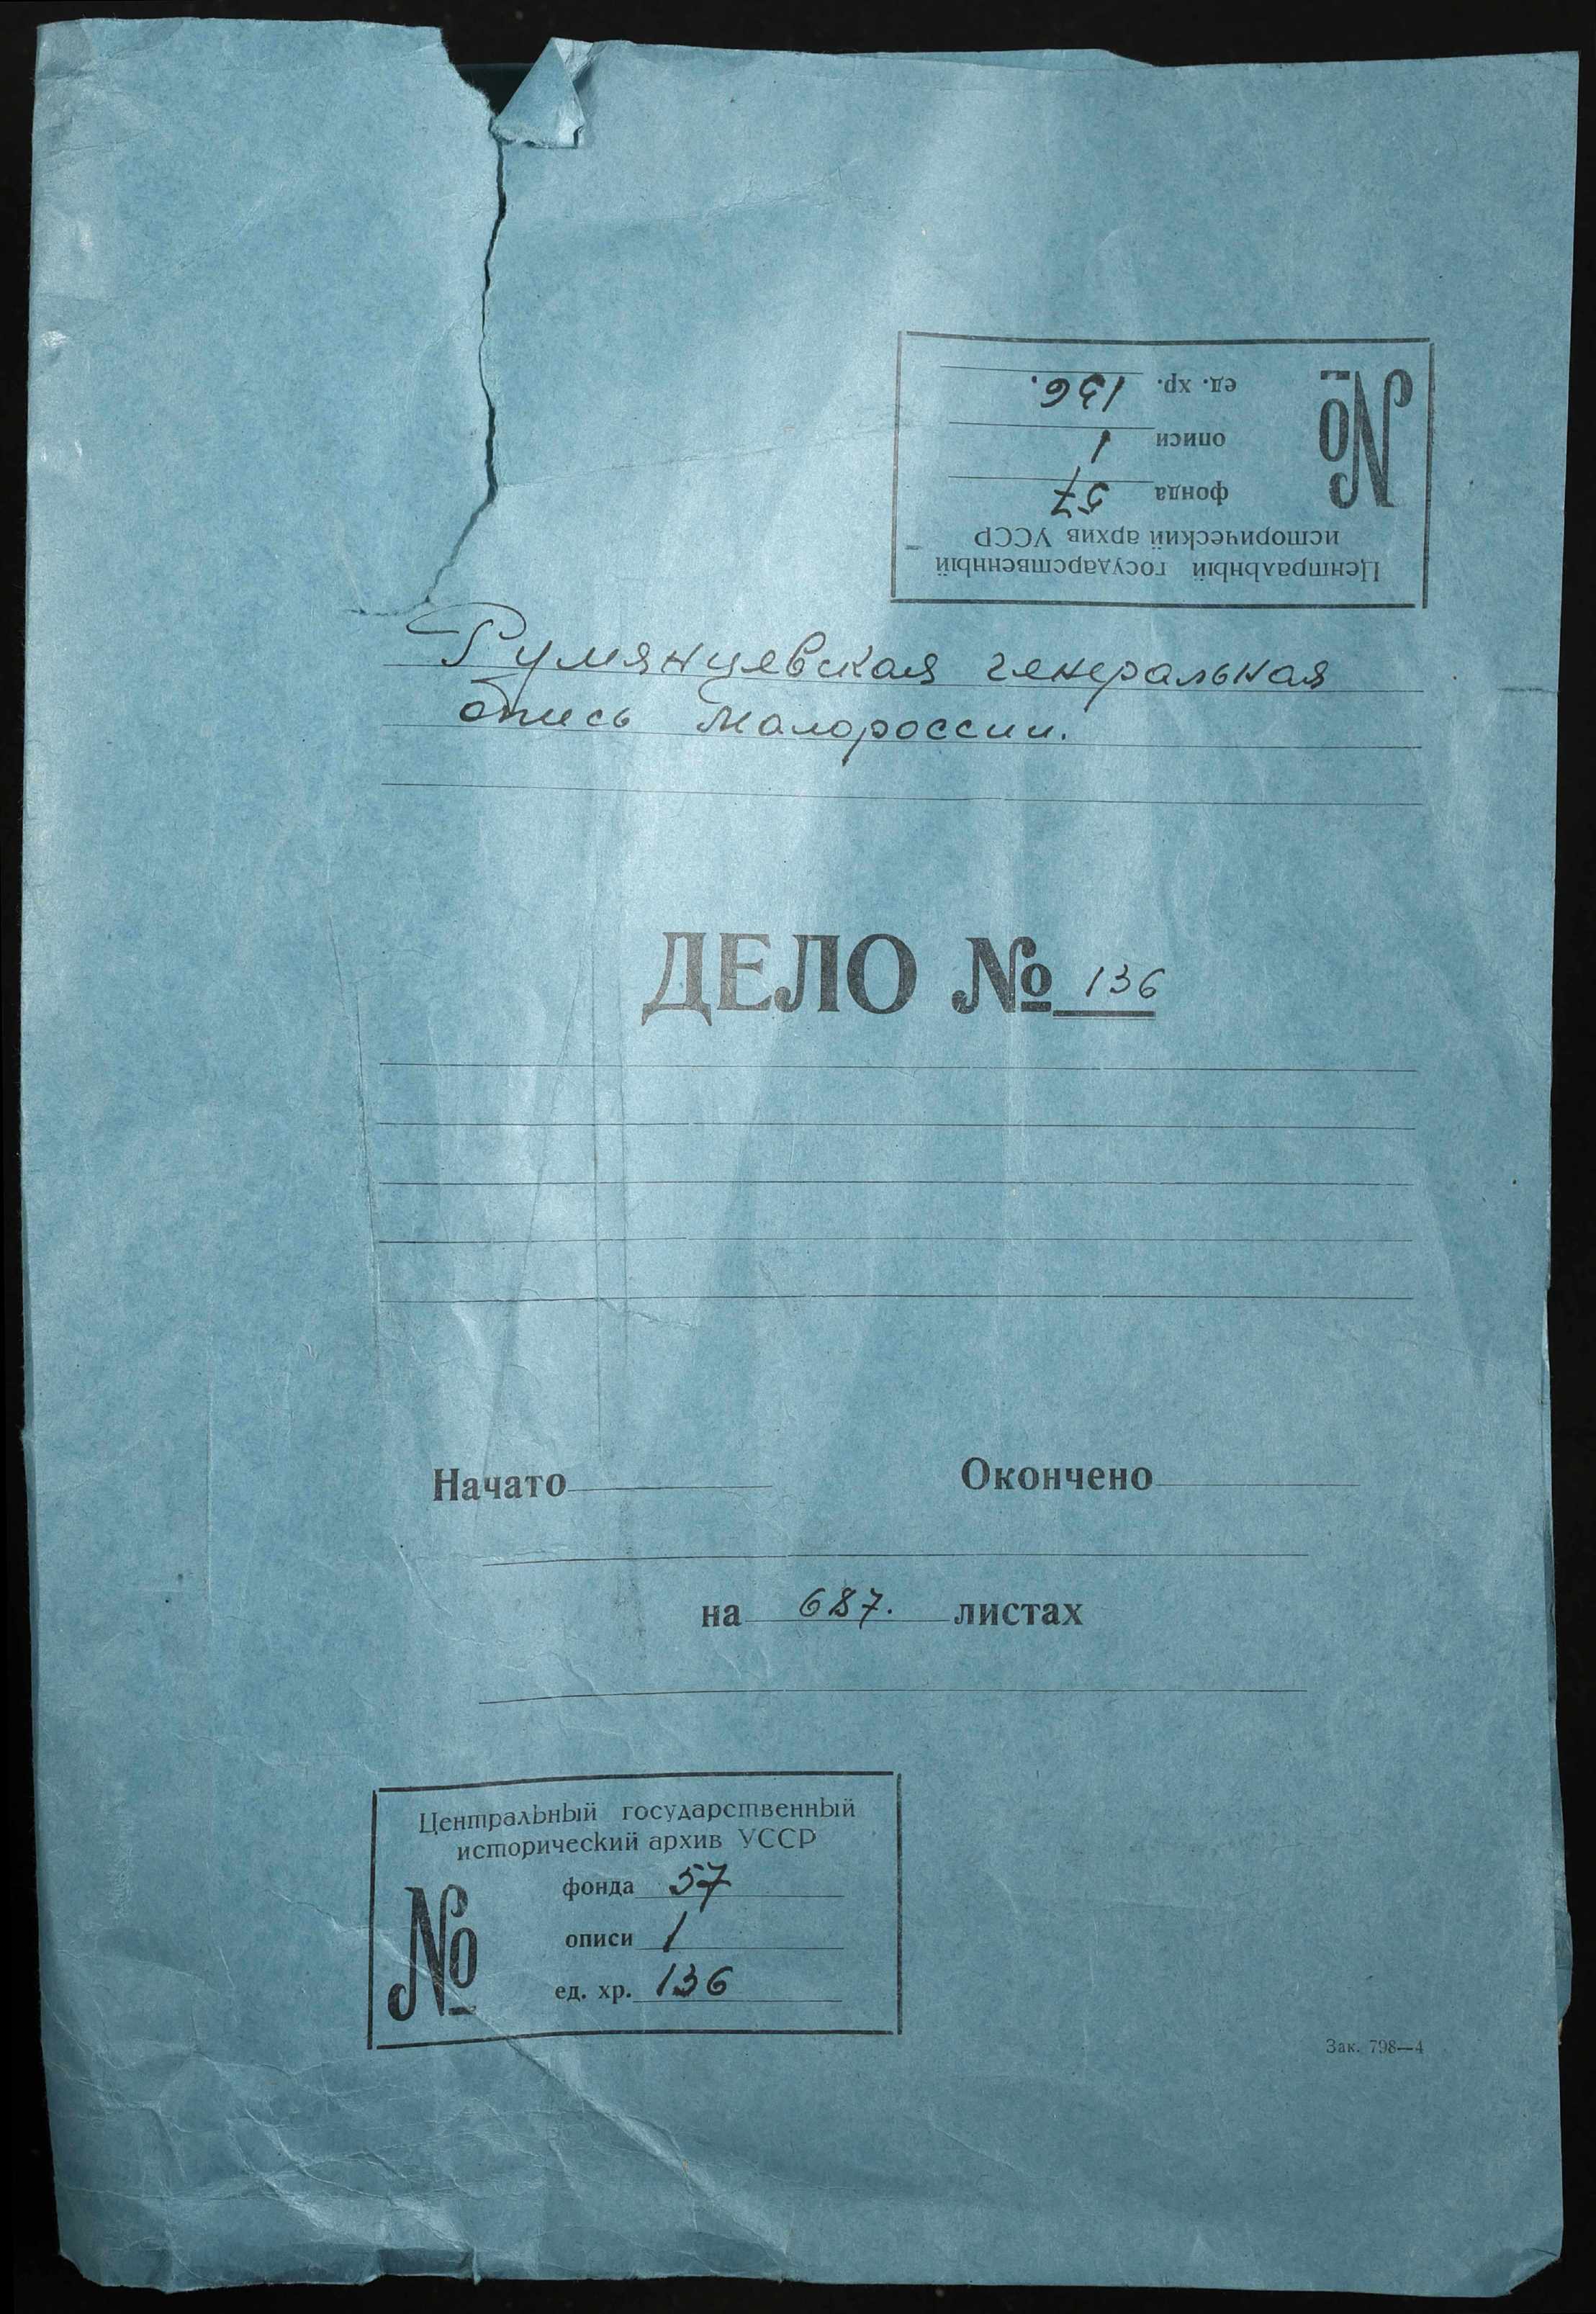 Центральный государственный
исторический архив УССР
№
фонда 57
описи 1
ед. хр. 136.
Румянцевская генеральная
опись Малороссии.
ДЕЛО № 136
Начато
Окончено
на 687. листах
Центральный государственный
исторический архив УССР
№
фонда 57
описи 1
ед. хр. 136
Зак. 798—4